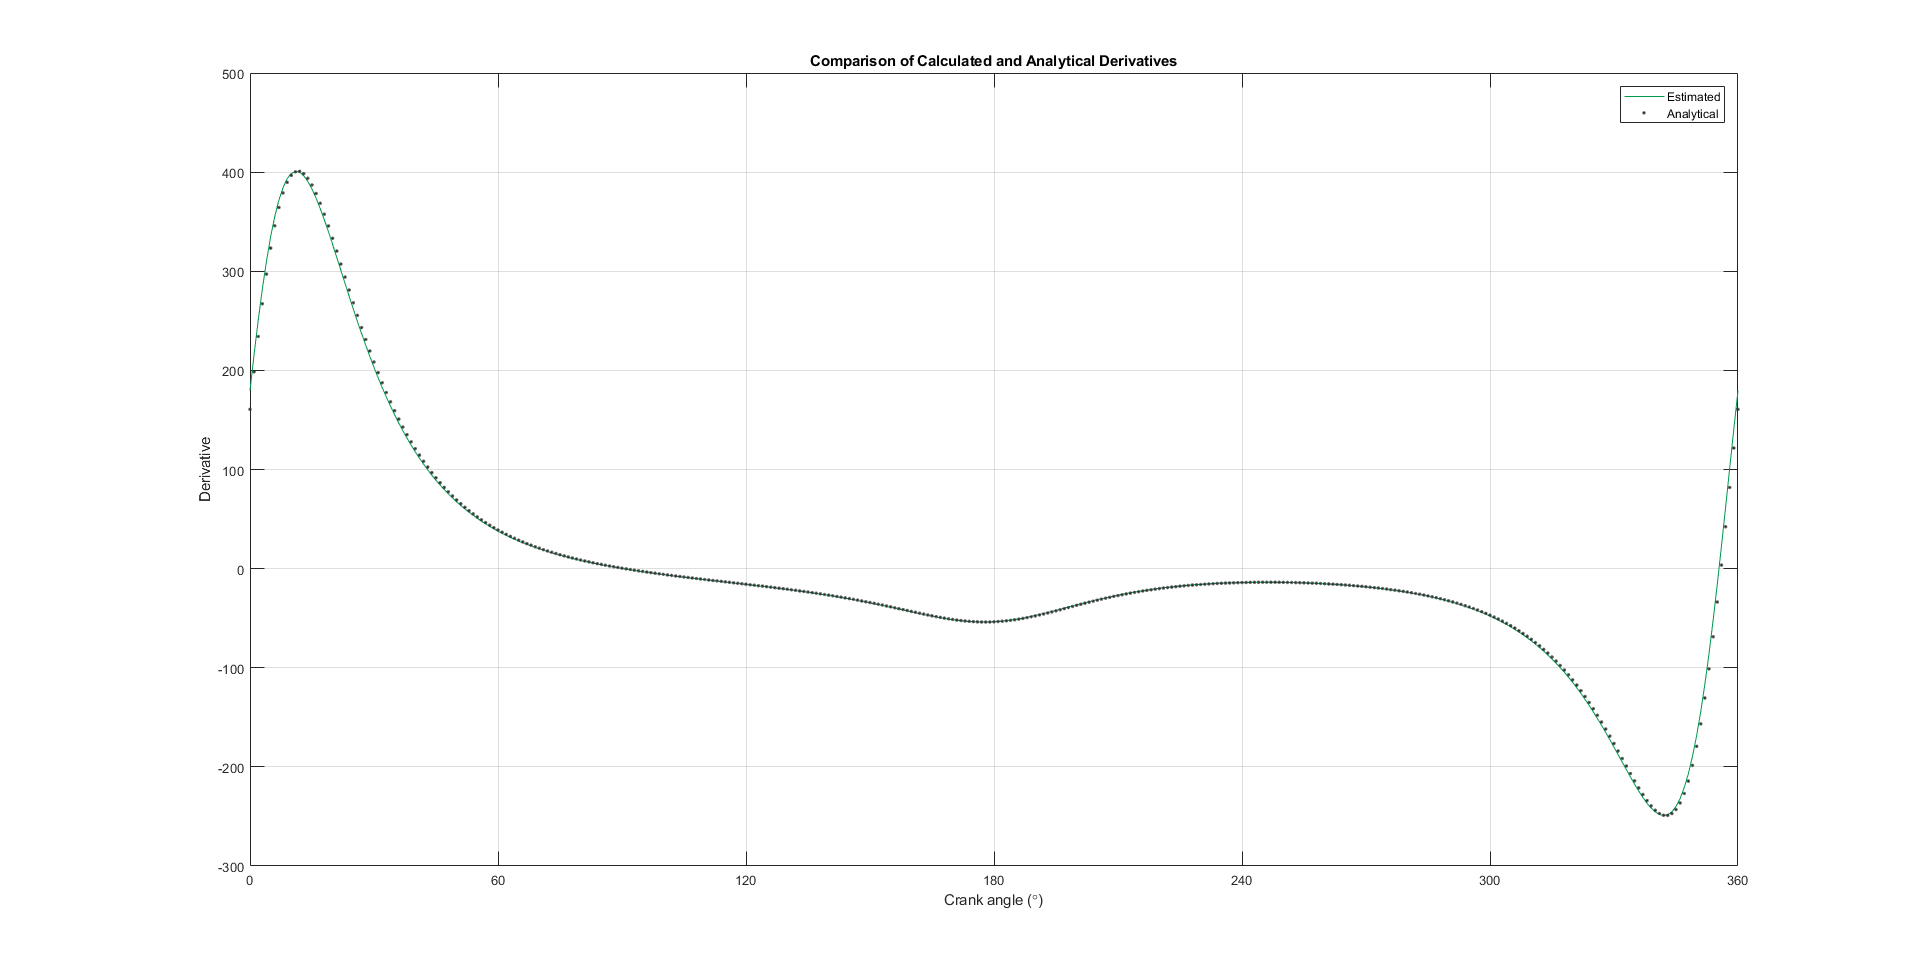 Comparison of Calculated and Analytical Derivatives
500
400
300
200
100
0
-100
-200
-300
Derivative
Estimated
Analytical
0 60 120 180 240 300 360
Crank angle (°)